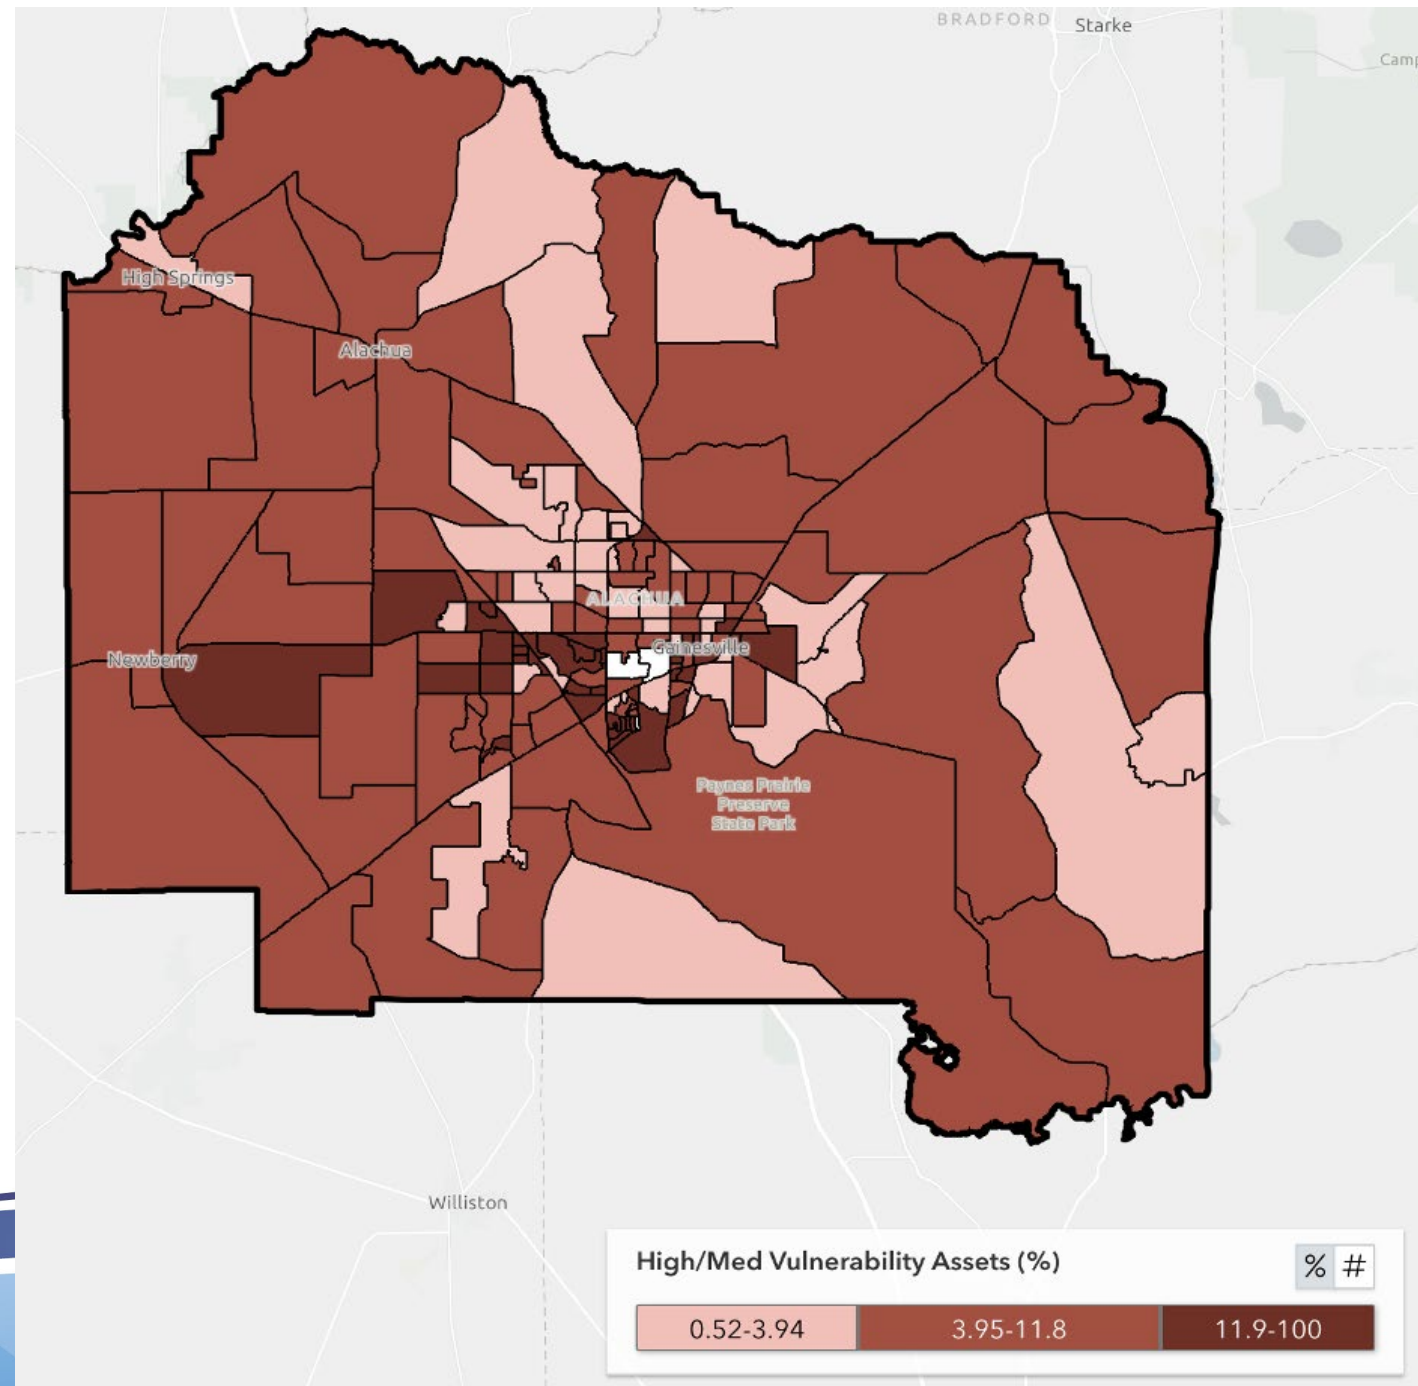 BRADFORD
Starke
Camp
High Springs
Alachua
ALACHUA
Gainesville
Newberry
Paynes Prairie
Preserve
State Park
Williston
High/Med Vulnerability Assets (%)
% #
0.52-3.94
3.95-11.8
11.9-100